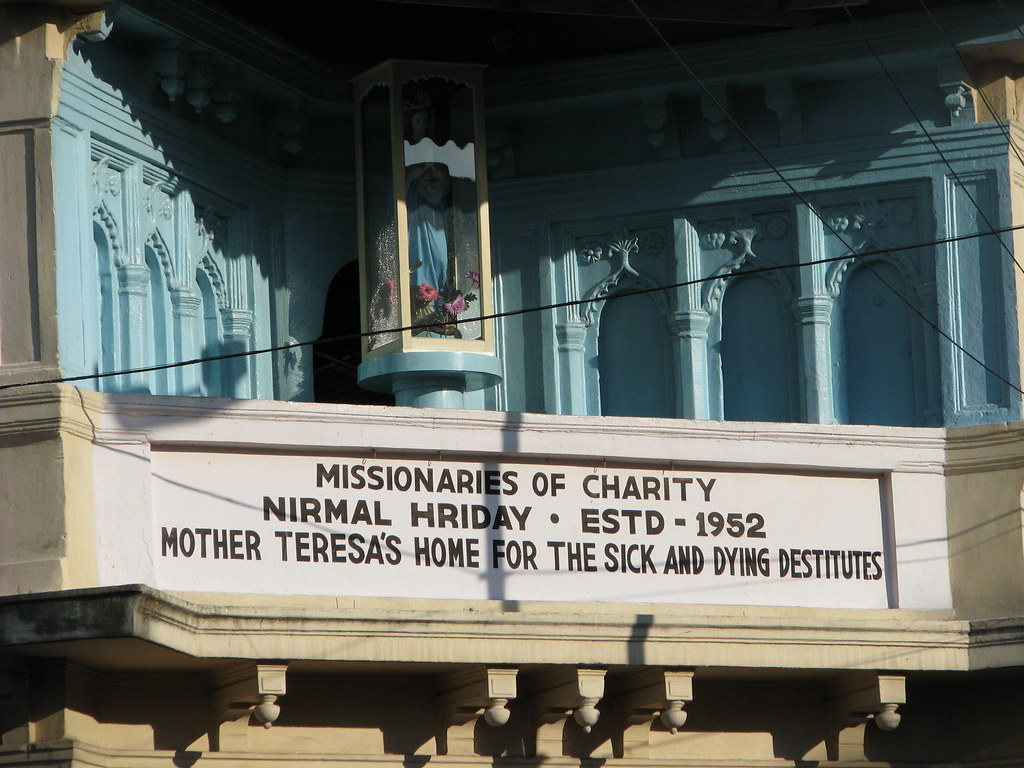 MISSIONARIES OF CHARITY
NIRMAL HRIDAY • ESTD - 1952
MOTHER TERESA'S HOME FOR THE SICK AND DYING DESTITUTES